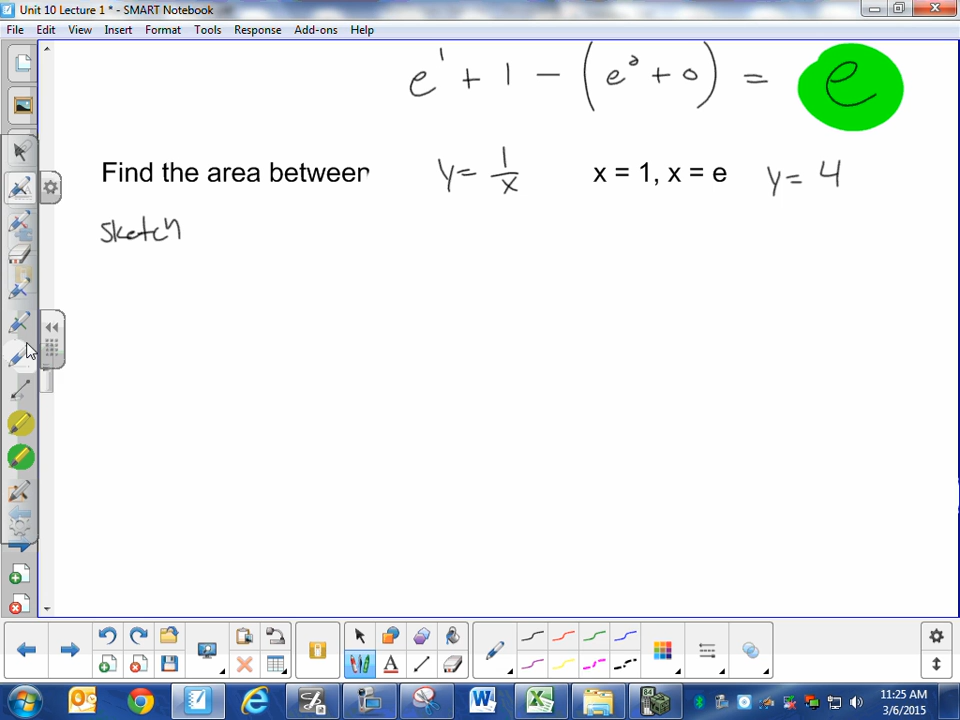 Unit 10 Lecture 1 * - SMART Notebook
File Edit View Insert Format Tools Response Add-ons Help
e¹ + 1 - (e⁰ + 0) = e
Find the area between y = 1/x x = 1, x = e y = 4
sketch
11:25 AM
3/6/2015